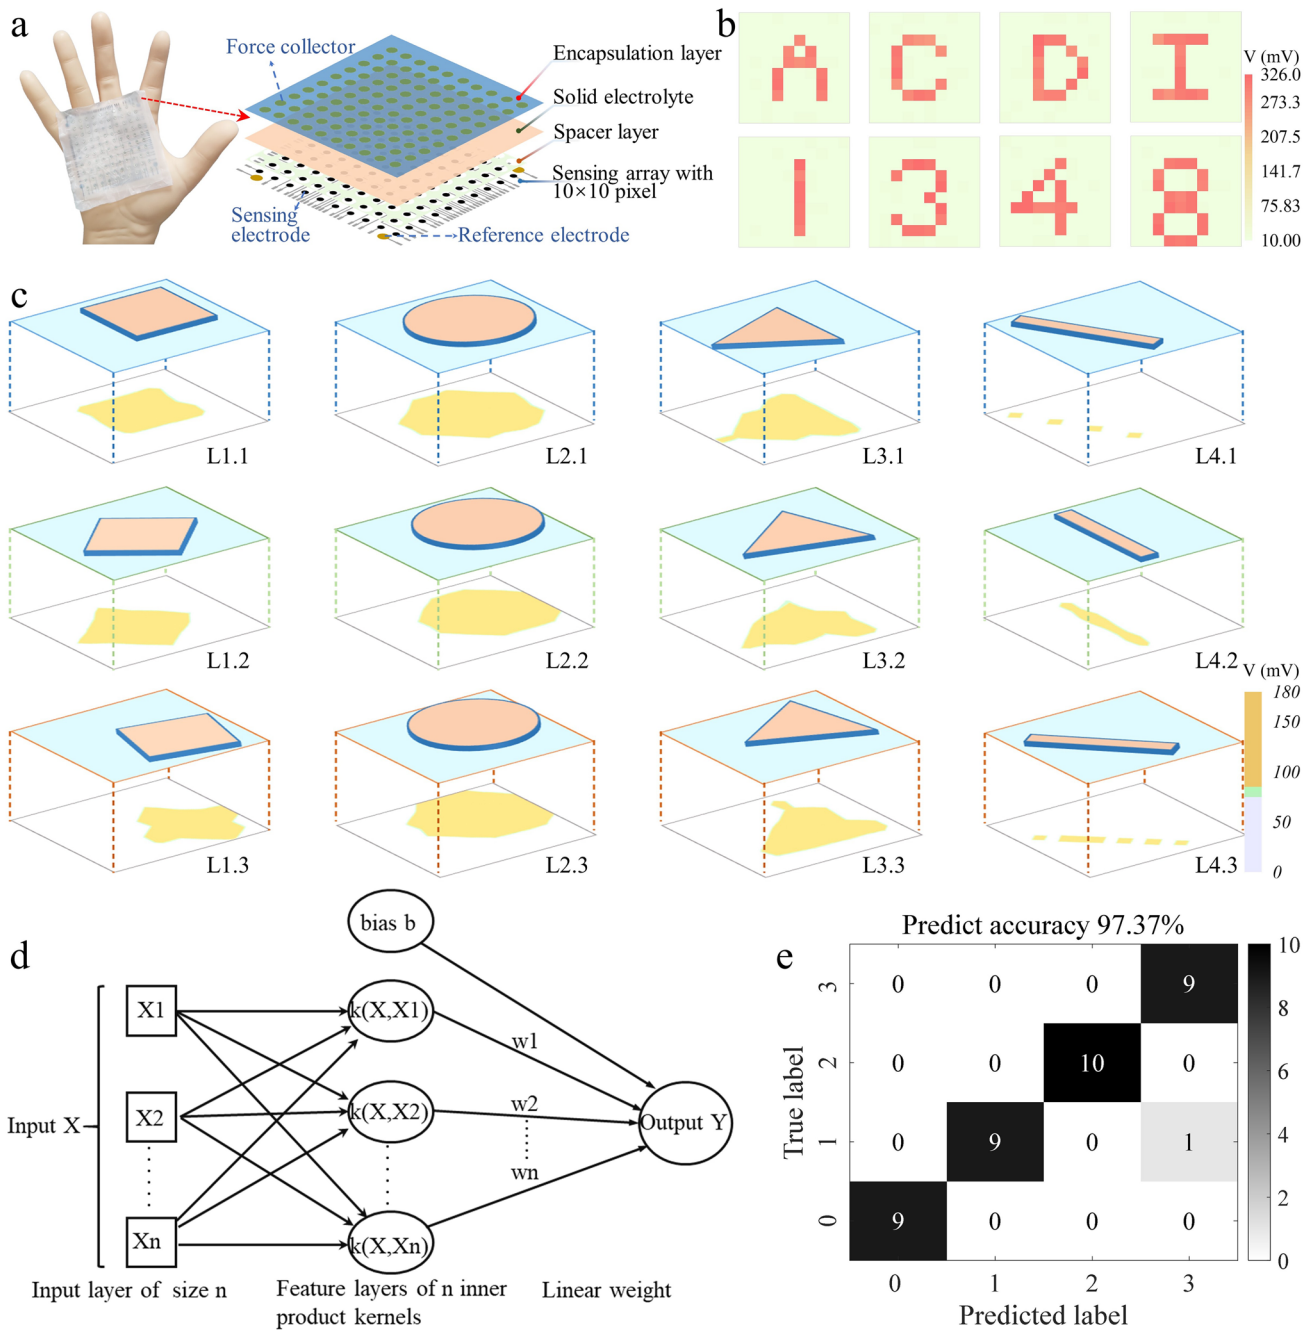 a
Force collector
Encapsulation layer
Solid electrolyte
Spacer layer
Sensing array with
10×10 pixel
Sensing
electrode
Reference electrode
b
A C D I
1 3 4 8
V (mV)
326.0
273.3
207.5
141.7
75.83
10.00
c
L1.1
L2.1
L3.1
L4.1
L1.2
L2.2
L3.2
L4.2
L1.3
L2.3
L3.3
L4.3
V (mV)
180
150
100
50
0
d
bias b
Input X
X1
X2
Xn
k(X,X1)
k(X,X2)
k(X,Xn)
w1
w2
wn
Output Y
Input layer of size n
Feature layers of n inner
product kernels
Linear weight
e
Predict accuracy 97.37%
True label
3
0 0 0 9
2
0 0 10 0
1
0 9 0 1
0
9 0 0 0
0 1 2 3
Predicted label
10
8
6
4
2
0